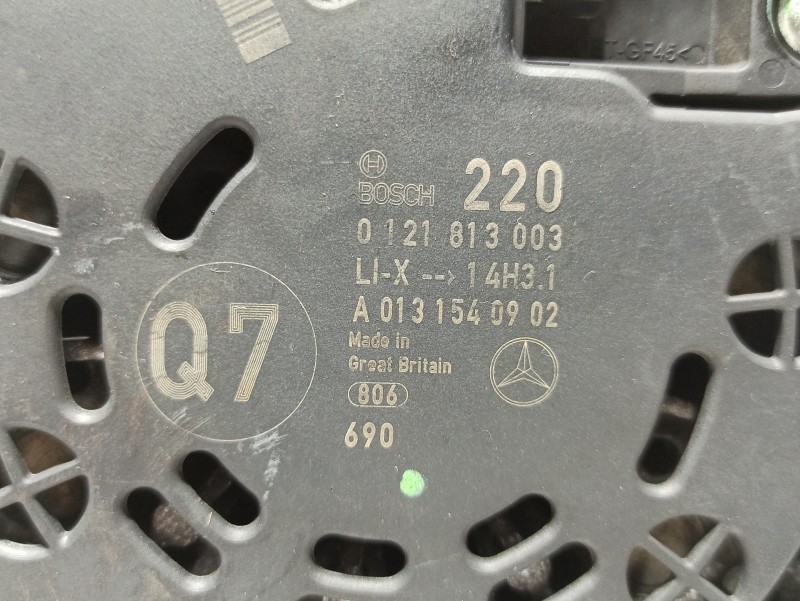 BOSCH 220
0 121 813 003
LI-X --> 14H3.1
A 013 154 09 02
Made in
Great Britain
806
690
Q7